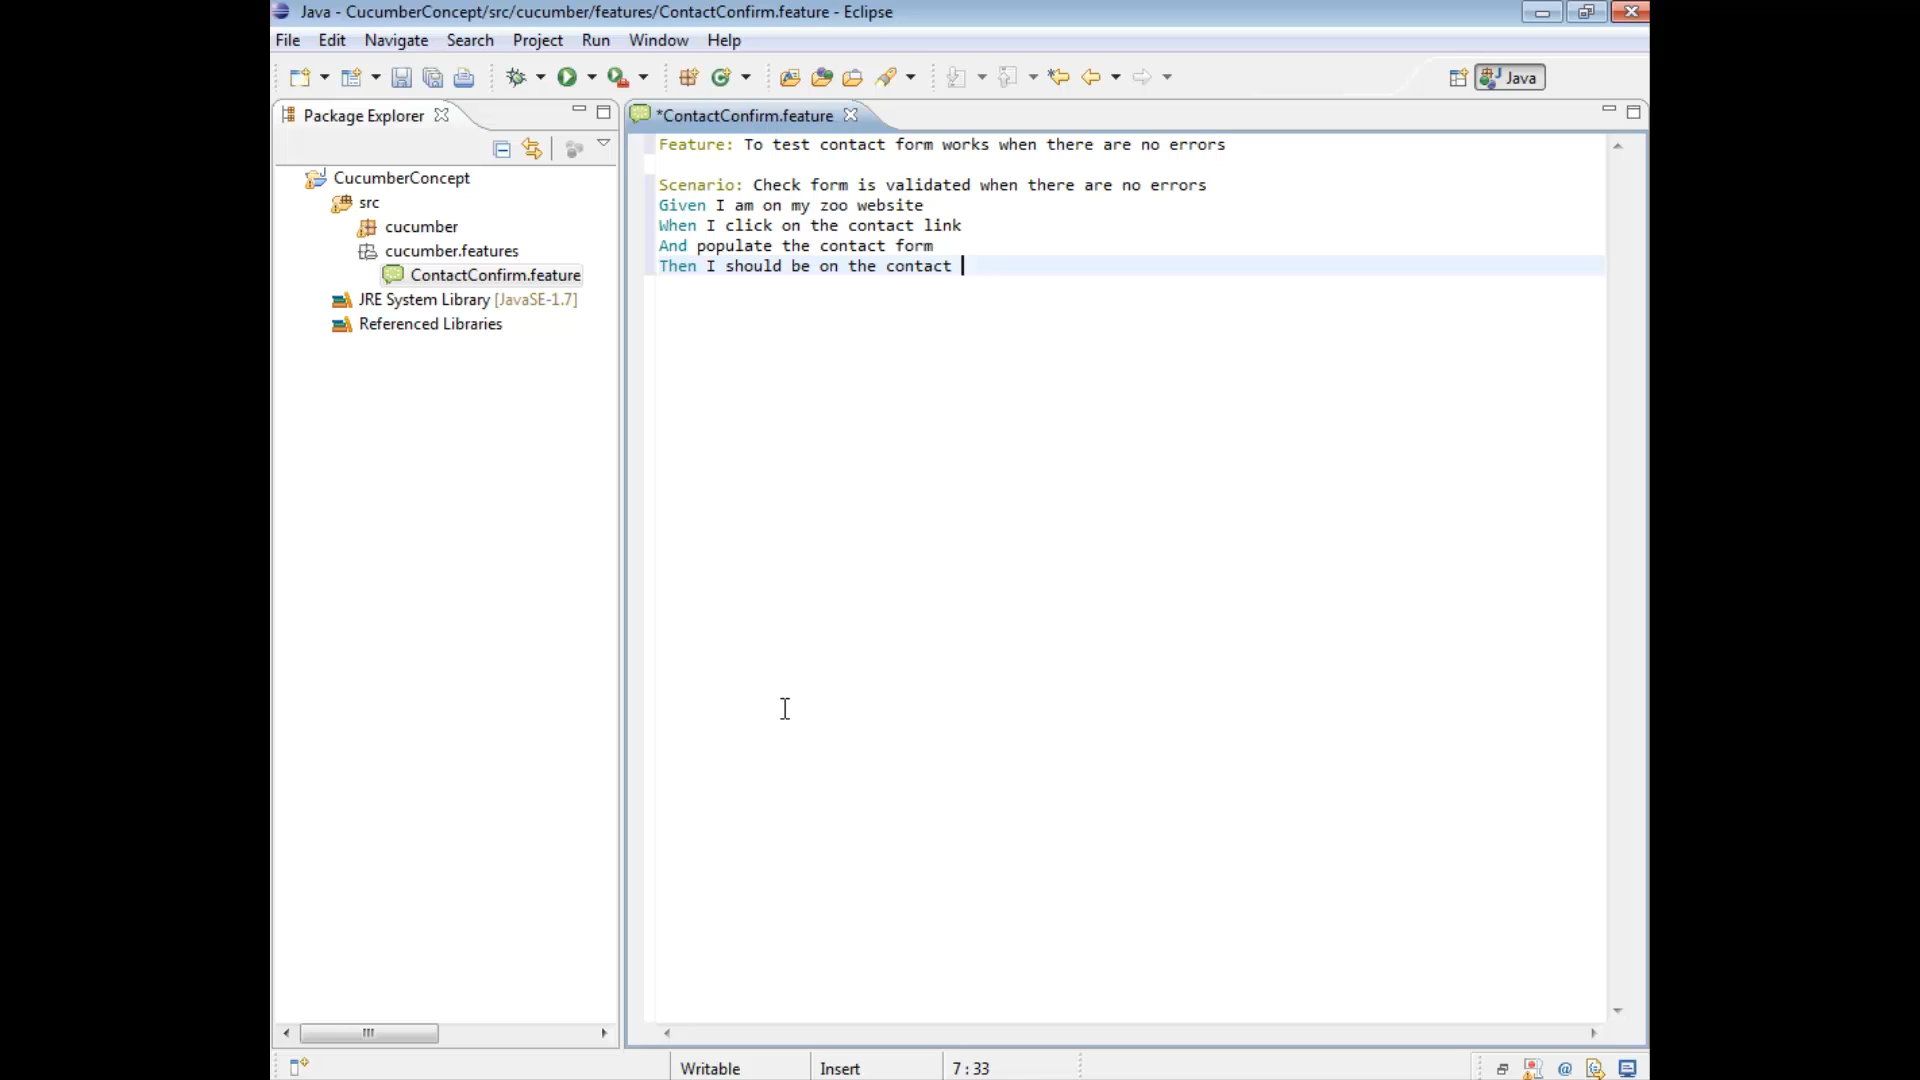 Java - CucumberConcept/src/cucumber/features/ContactConfirm.feature - Eclipse
File Edit Navigate Search Project Run Window Help
Java
Package Explorer
CucumberConcept
src
cucumber
cucumber.features
ContactConfirm.feature
JRE System Library [JavaSE-1.7]
Referenced Libraries
*ContactConfirm.feature
Feature: To test contact form works when there are no errors
Scenario: Check form is validated when there are no errors
Given I am on my zoo website
When I click on the contact link
And populate the contact form
Then I should be on the contact
Writable Insert 7 : 33